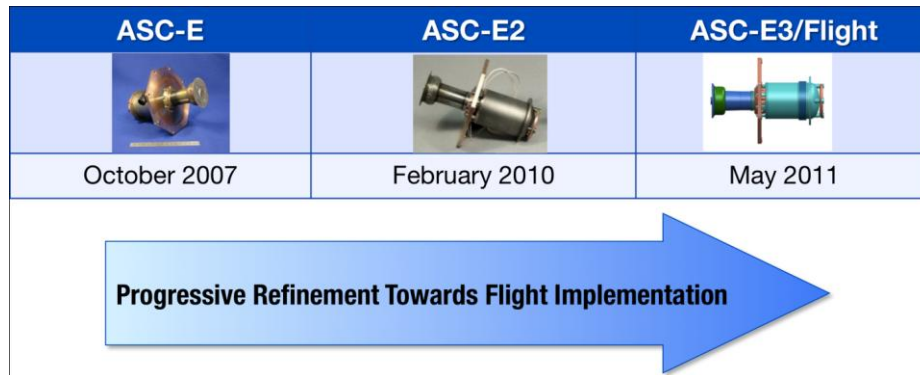 ASC-E
ASC-E2
ASC-E3/Flight
October 2007
February 2010
May 2011
Progressive Refinement Towards Flight Implementation